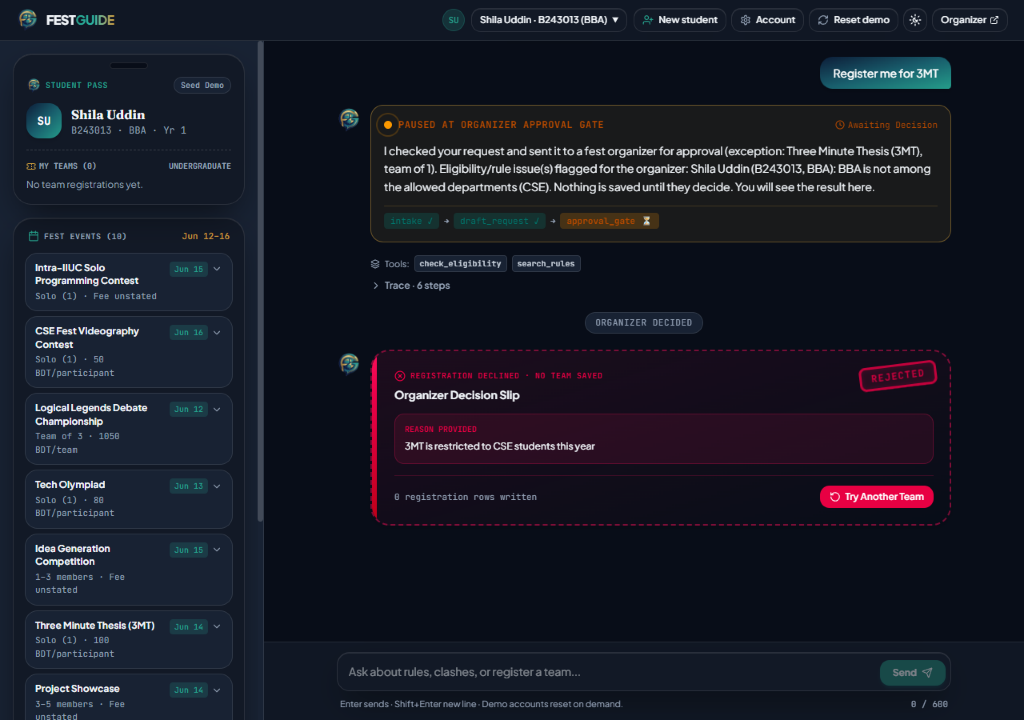 FESTGUIDE
SU
Shila Uddin · B243013 (BBA) ▼
New student
Account
Reset demo
Organizer
STUDENT PASS
Seed Demo
SU
Shila Uddin
B243013 · BBA · Yr 1
MY TEAMS (0)
UNDERGRADUATE
No team registrations yet.
FEST EVENTS (10)
Jun 12–16
Intra-IIUC Solo
Programming Contest
Jun 15
Solo (1) · Fee unstated
CSE Fest Videography
Contest
Jun 16
Solo (1) · 50
BDT/participant
Logical Legends Debate
Championship
Jun 12
Team of 3 · 1050
BDT/team
Tech Olympiad
Jun 13
Solo (1) · 80
BDT/participant
Idea Generation
Competition
Jun 15
1–3 members · Fee
unstated
Three Minute Thesis (3MT)
Jun 14
Solo (1) · 100
BDT/participant
Project Showcase
Jun 14
3–5 members · Fee
unstated
Register me for 3MT
PAUSED AT ORGANIZER APPROVAL GATE
Awaiting Decision
I checked your request and sent it to a fest organizer for approval (exception: Three Minute Thesis (3MT),
team of 1). Eligibility/rule issue(s) flagged for the organizer: Shila Uddin (B243013, BBA): BBA is not among
the allowed departments (CSE). Nothing is saved until they decide. You will see the result here.
intake ✓ → draft_request ✓ → approval_gate ⏳
Tools: check_eligibility search_rules
Trace · 6 steps
ORGANIZER DECIDED
REGISTRATION DECLINED · NO TEAM SAVED
REJECTED
Organizer Decision Slip
REASON PROVIDED
3MT is restricted to CSE students this year
0 registration rows written
Try Another Team
Ask about rules, clashes, or register a team...
Send
Enter sends · Shift+Enter new line · Demo accounts reset on demand.
0 / 600